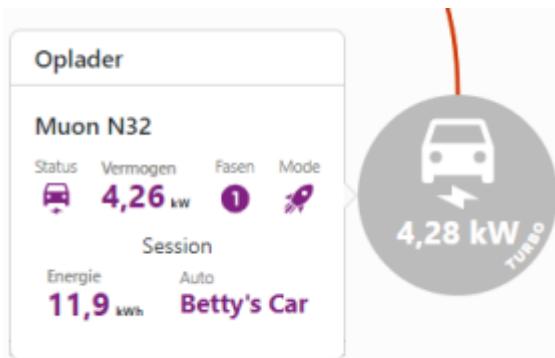 Oplader
Muon N32
Status Vermogen Fasen Mode
4,26 kW 1
Session
Energie Auto
11,9 kWh Betty's Car
4,28 kW
TURBO